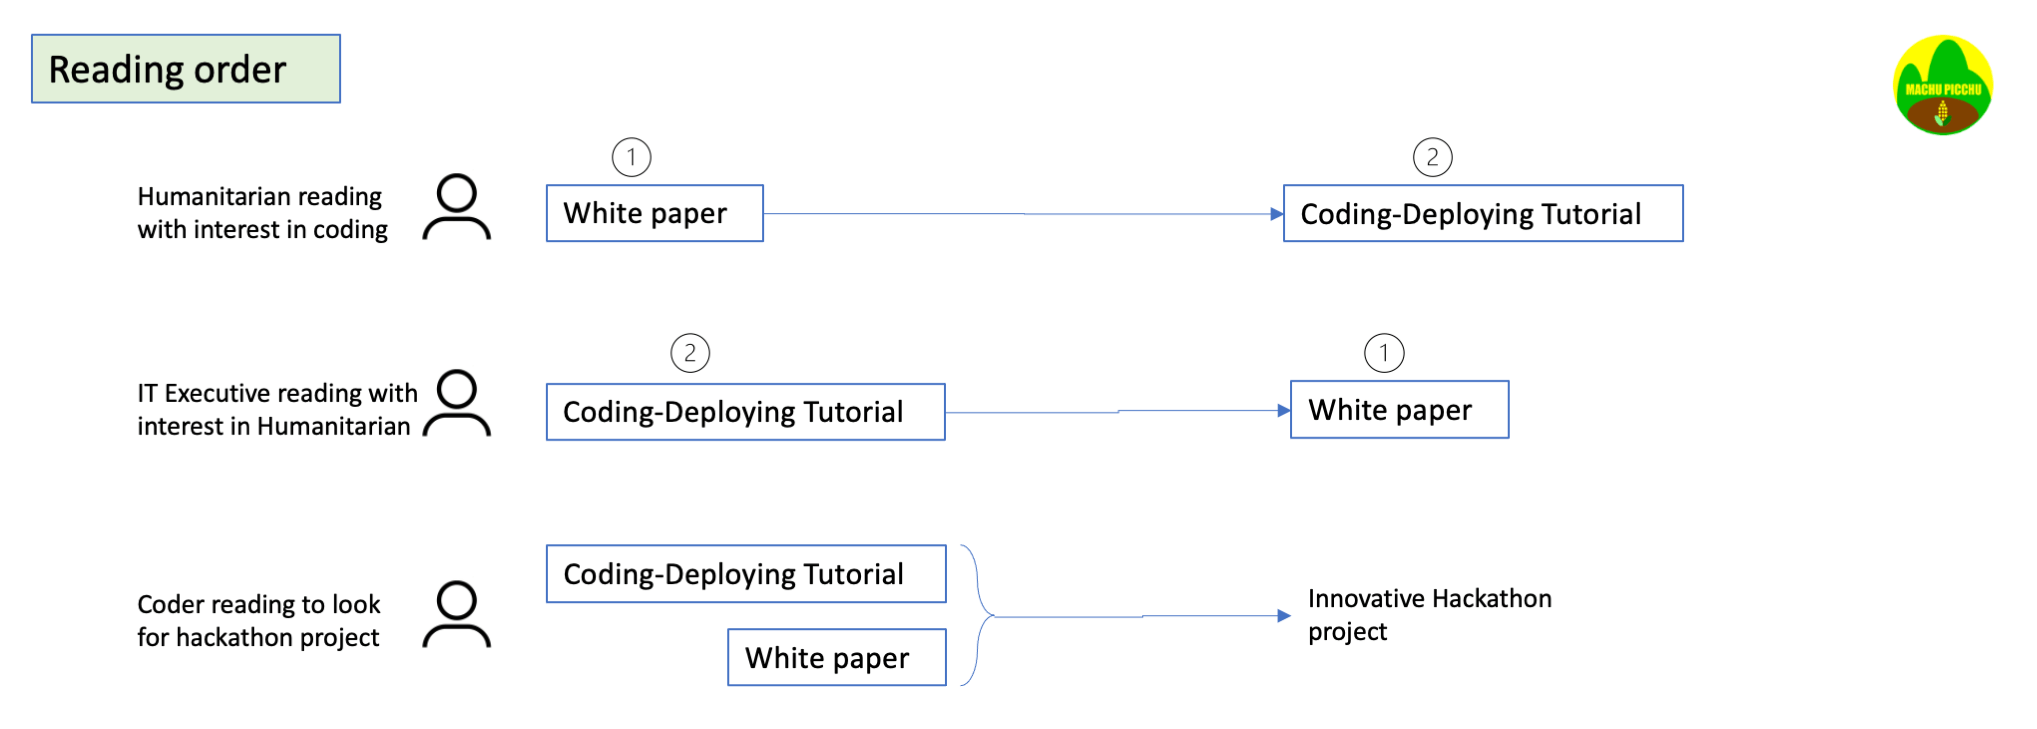 Reading order
MACHU PICCHU
1
2
Humanitarian reading
with interest in coding
White paper
Coding-Deploying Tutorial
2
1
IT Executive reading with
interest in Humanitarian
Coding-Deploying Tutorial
White paper
Coder reading to look
for hackathon project
Coding-Deploying Tutorial
White paper
Innovative Hackathon
project